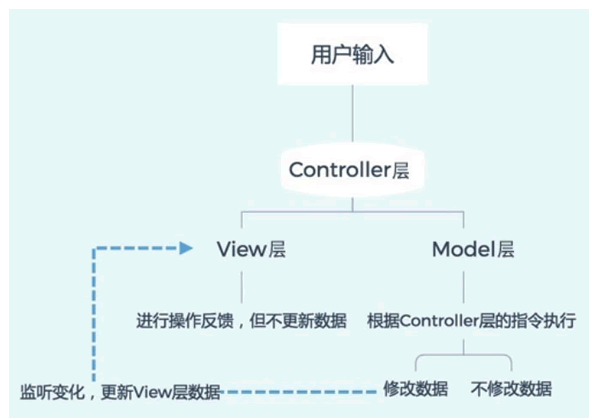 用户输入
Controller层
View层
Model层
进行操作反馈，但不更新数据
根据Controller层的指令执行
监听变化，更新View层数据
修改数据
不修改数据